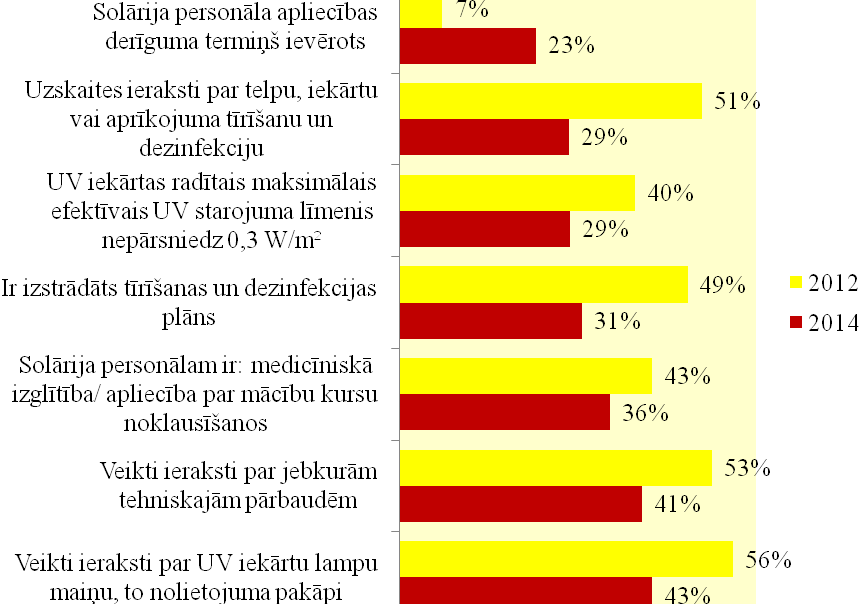 Solārija personāla apliecības
derīguma termiņš ievērots
7%
23%
Uzskaites ieraksti par telpu, iekārtu
vai aprīkojuma tīrīšanu un
dezinfekciju
51%
29%
UV iekārtas radītais maksimālais
efektīvais UV starojuma līmenis
nepārsniedz 0,3 W/m²
40%
29%
Ir izstrādāts tīrīšanas un dezinfekcijas
plāns
49%
31%
Solārija personālam ir: medicīniskā
izglītība/ apliecība par mācību kursu
noklausīšanos
43%
36%
Veikti ieraksti par jebkurām
tehniskajām pārbaudēm
53%
41%
Veikti ieraksti par UV iekārtu lampu
maiņu, to nolietojuma pakāpi
56%
43%
2012
2014